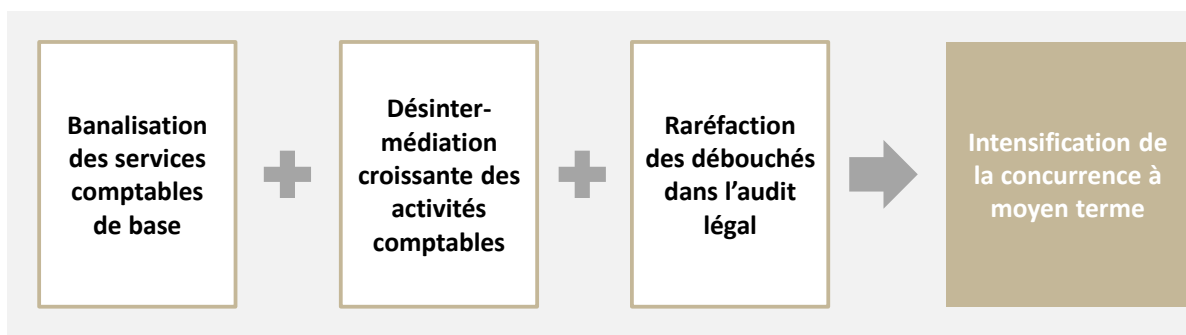 Banalisation
des services
comptables
de base
Désinter-
médiation
croissante des
activités
comptables
Raréfaction
des débouchés
dans l’audit
légal
Intensification de
la concurrence à
moyen terme